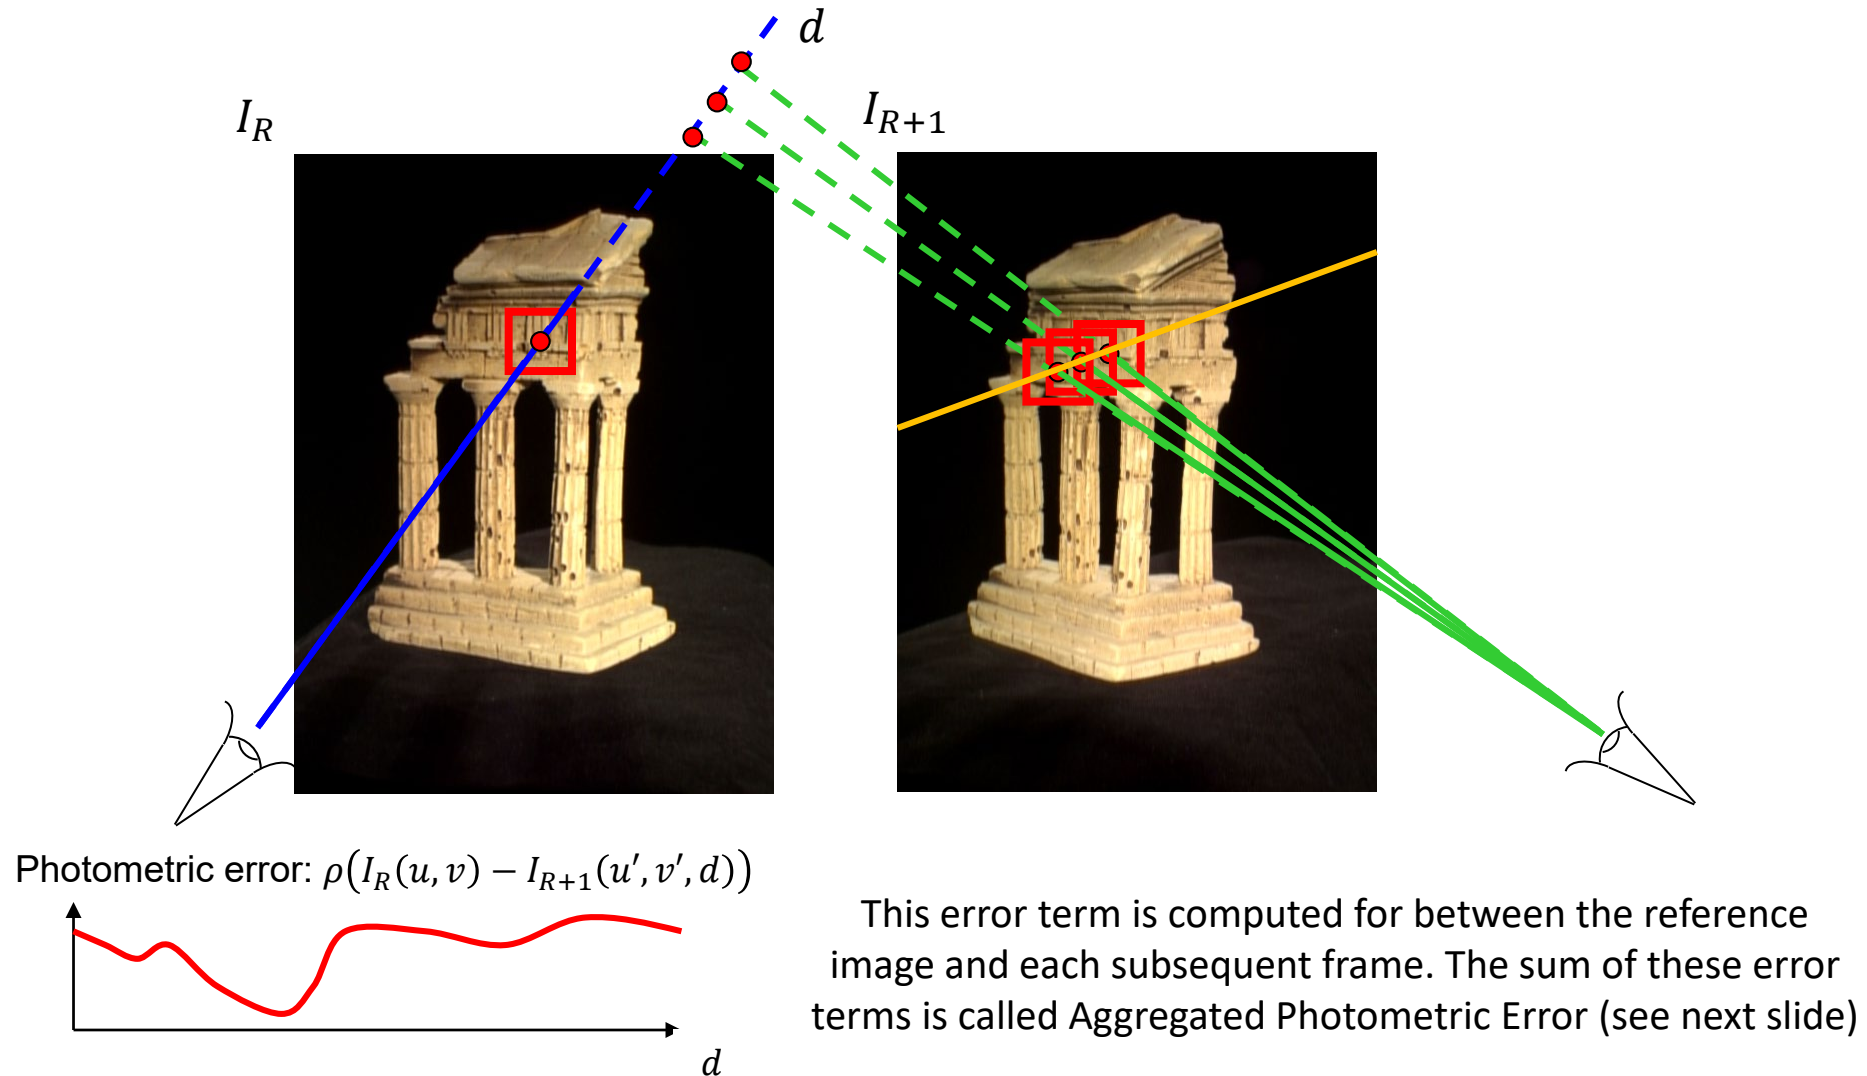 d
I_R
I_{R+1}
Photometric error: ρ(I_R(u, v) − I_{R+1}(u′, v′, d))
d
This error term is computed for between the reference
image and each subsequent frame. The sum of these error
terms is called Aggregated Photometric Error (see next slide)